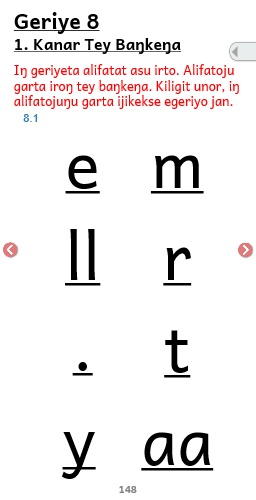 Geriye 8
1. Kanar Tey Baŋkeŋa
Iŋ geriyeta alifatat asu irto. Alifatoju
garta iroŋ tey baŋkeŋa. Kiligit unor, iŋ
alifatojuŋu garta ijikekse egeriyo jan.
8.1
e m
ll r
. t
y aa
148